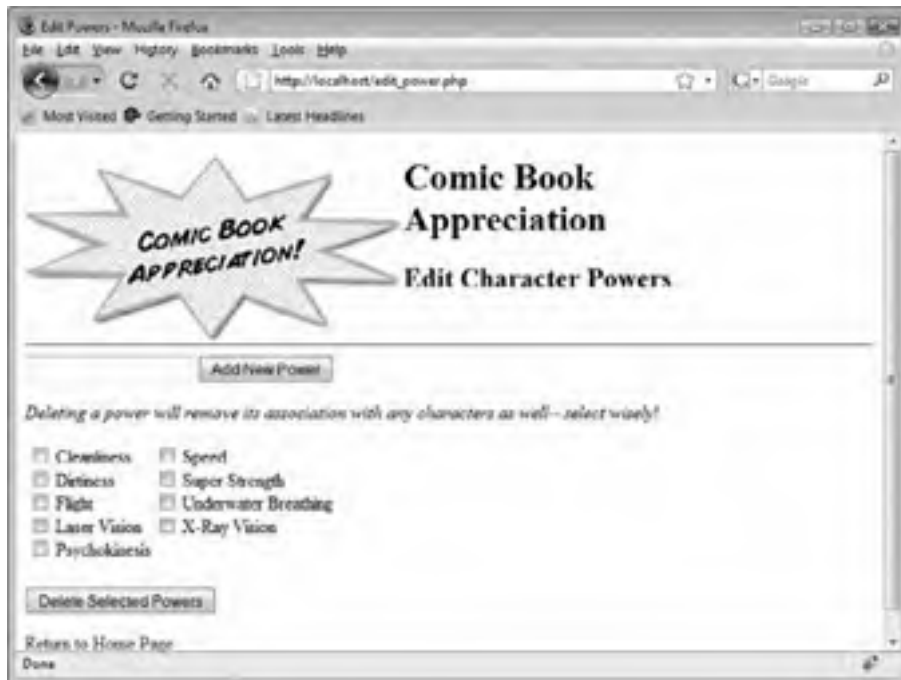 Edit Powers - Mozilla Firefox
File Edit View History Bookmarks Tools Help
http://localhost/edit_power.php
Google
Most Visited Getting Started Latest Headlines
COMIC BOOK
APPRECIATION!
Comic Book
Appreciation
Edit Character Powers
Add New Power
Deleting a power will remove its association with any characters as well—select wisely!
Cleanliness Speed
Dirtiness Super Strength
Flight Underwater Breathing
Laser Vision X-Ray Vision
Psychokinesis
Delete Selected Powers
Return to Home Page
Done